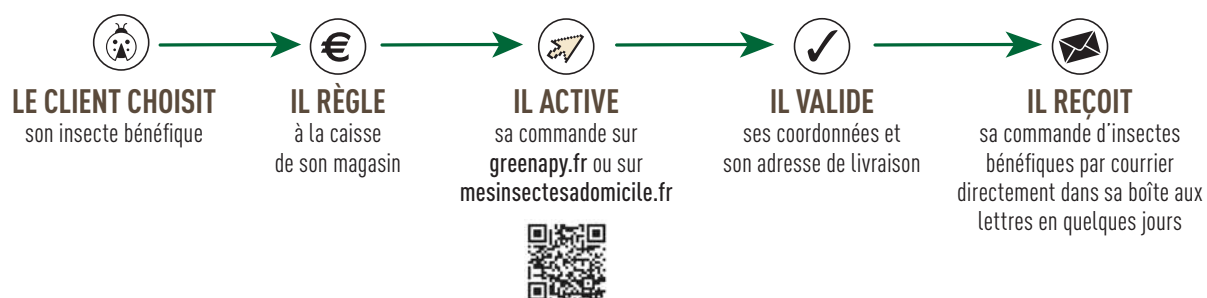 LE CLIENT CHOISIT
son insecte bénéfique
IL RÈGLE
à la caisse
de son magasin
IL ACTIVE
sa commande sur
greenapy.fr ou sur
mesinsectesadomicile.fr
IL VALIDE
ses coordonnées et
son adresse de livraison
IL REÇOIT
sa commande d'insectes
bénéfiques par courrier
directement dans sa boîte aux
lettres en quelques jours